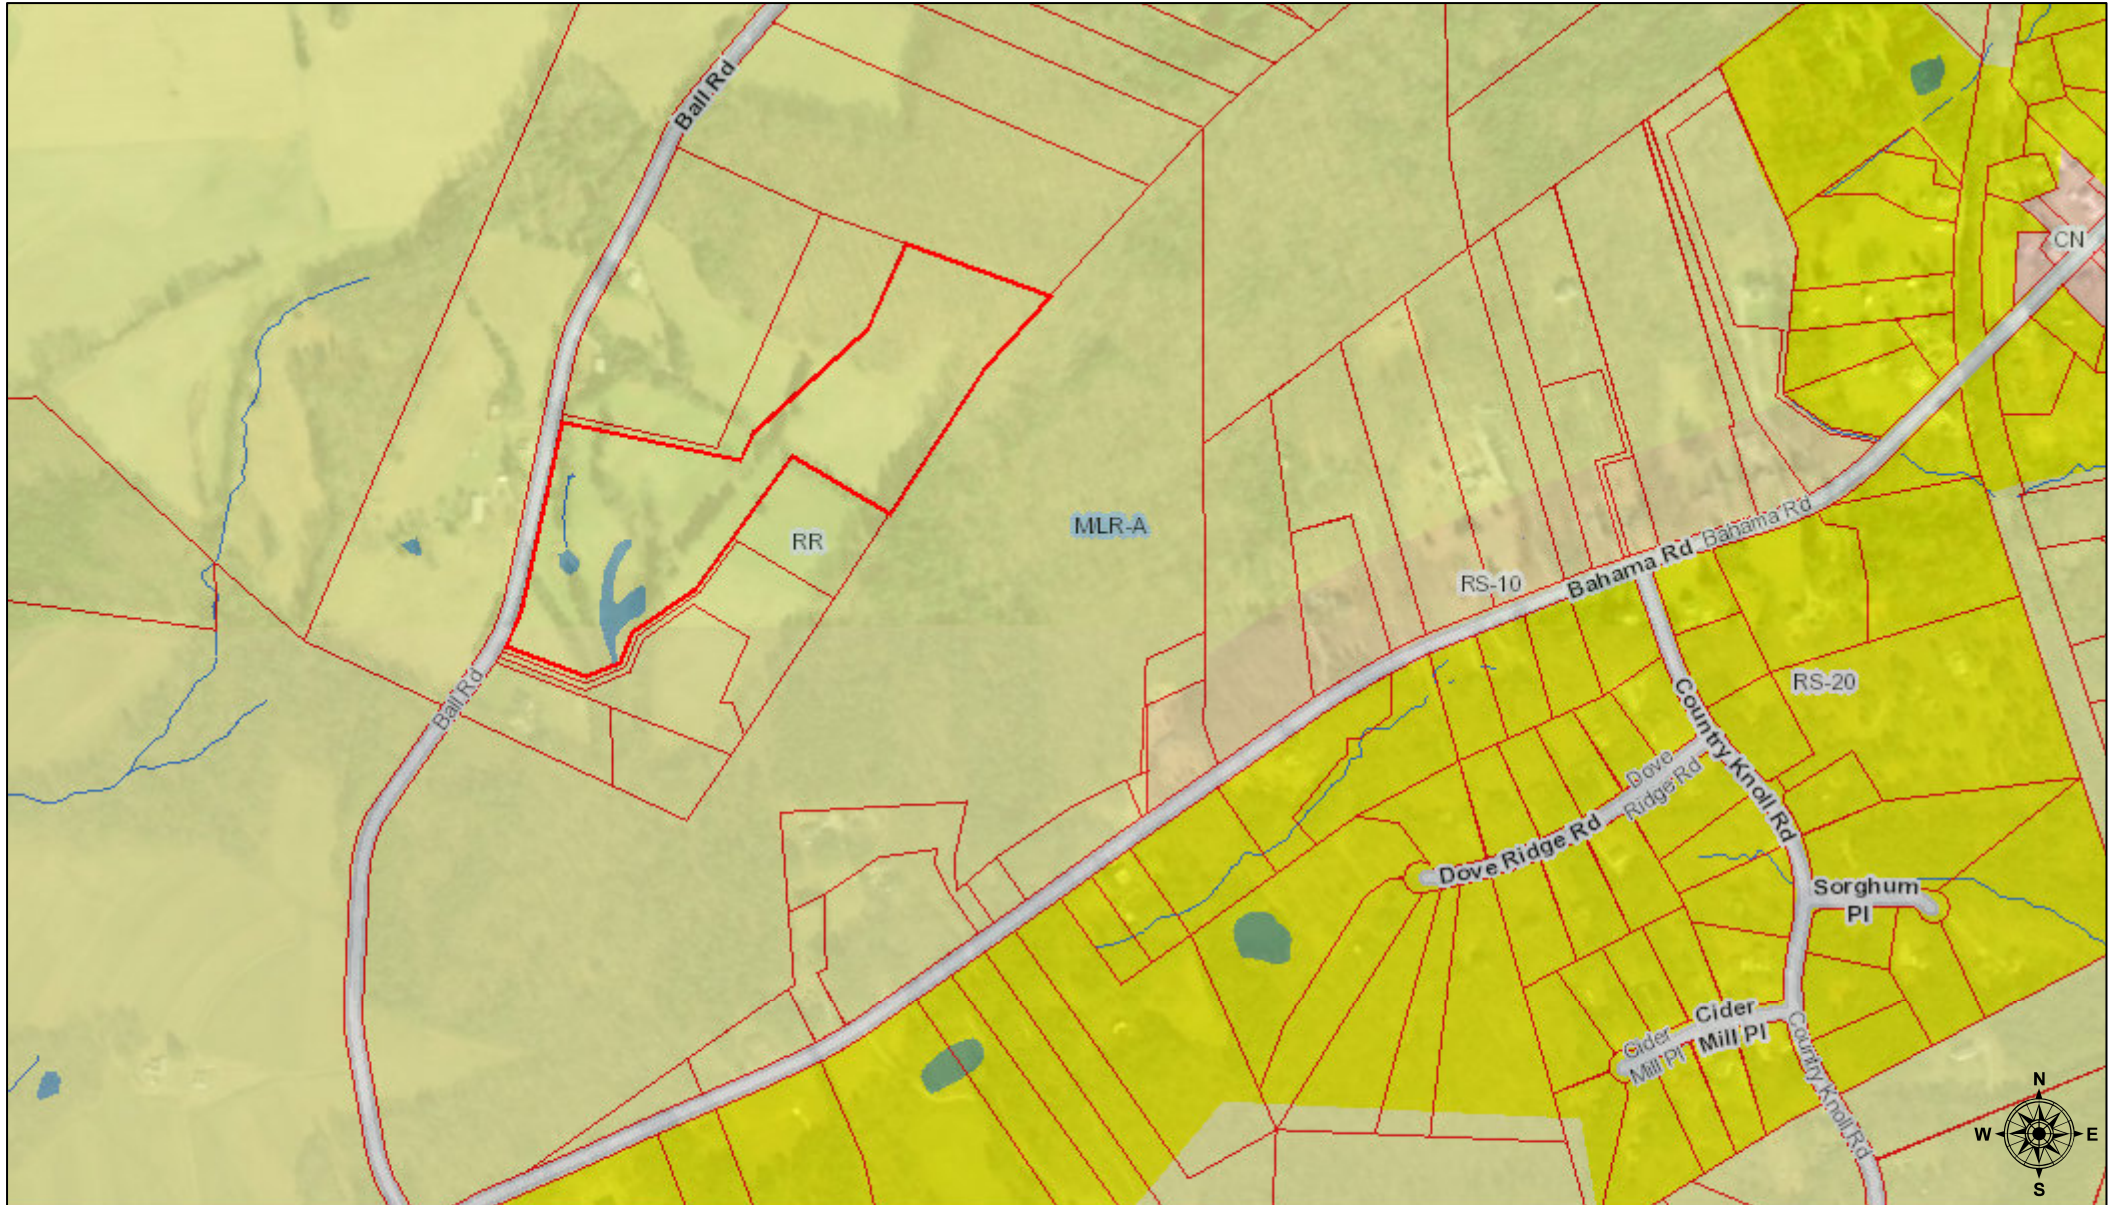 Ball Rd
CN
Bahama Rd
MLR-A
RR
RS-10
Bahama Rd
RS-20
Ball Rd
Country Knoll Rd
Dove
Ridge Rd
Dove Ridge Rd
Sorghum
Pl
Cider
Mill Pl
Cider
Mill Pl
Country Knoll Rd
N
W
E
S